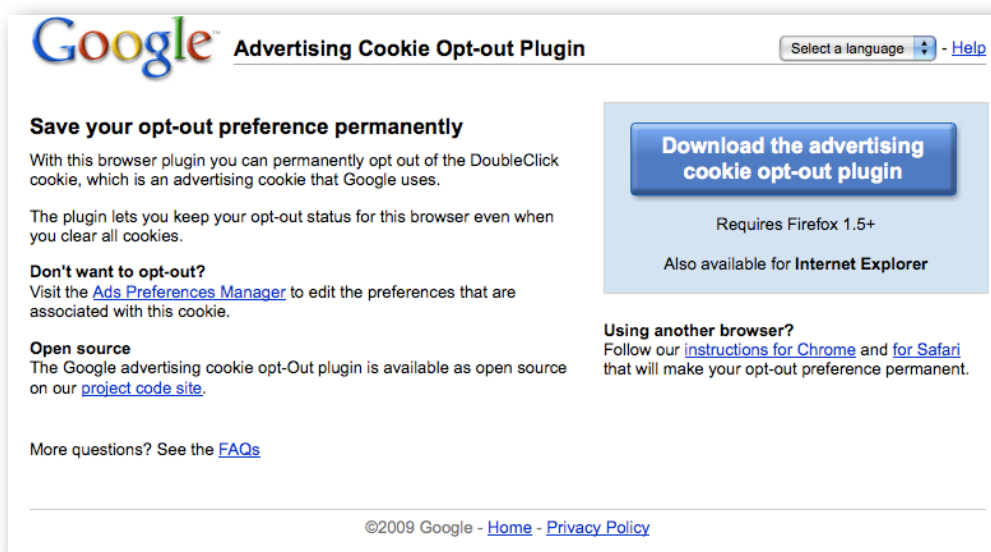 Google™ Advertising Cookie Opt-out Plugin
Select a language - Help
Save your opt-out preference permanently
With this browser plugin you can permanently opt out of the DoubleClick
cookie, which is an advertising cookie that Google uses.
The plugin lets you keep your opt-out status for this browser even when
you clear all cookies.
Don't want to opt-out?
Visit the Ads Preferences Manager to edit the preferences that are
associated with this cookie.
Open source
The Google advertising cookie opt-Out plugin is available as open source
on our project code site.
More questions? See the FAQs
Download the advertising
cookie opt-out plugin
Requires Firefox 1.5+
Also available for Internet Explorer
Using another browser?
Follow our instructions for Chrome and for Safari
that will make your opt-out preference permanent.
©2009 Google - Home - Privacy Policy